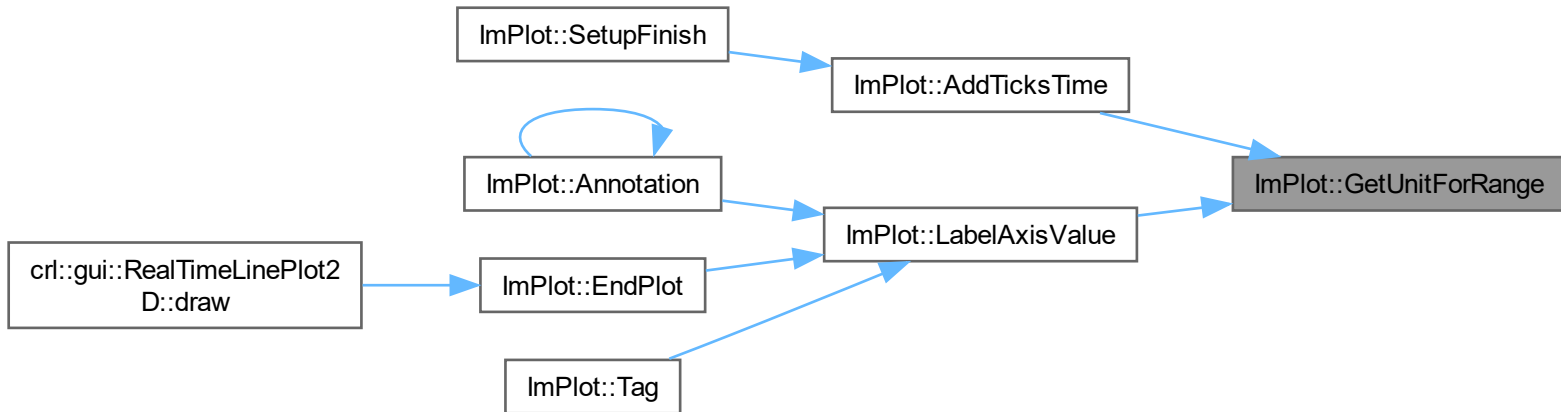 ImPlot::SetupFinish
ImPlot::AddTicksTime
ImPlot::Annotation
ImPlot::GetUnitForRange
ImPlot::LabelAxisValue
crl::gui::RealTimeLinePlot2
D::draw
ImPlot::EndPlot
ImPlot::Tag